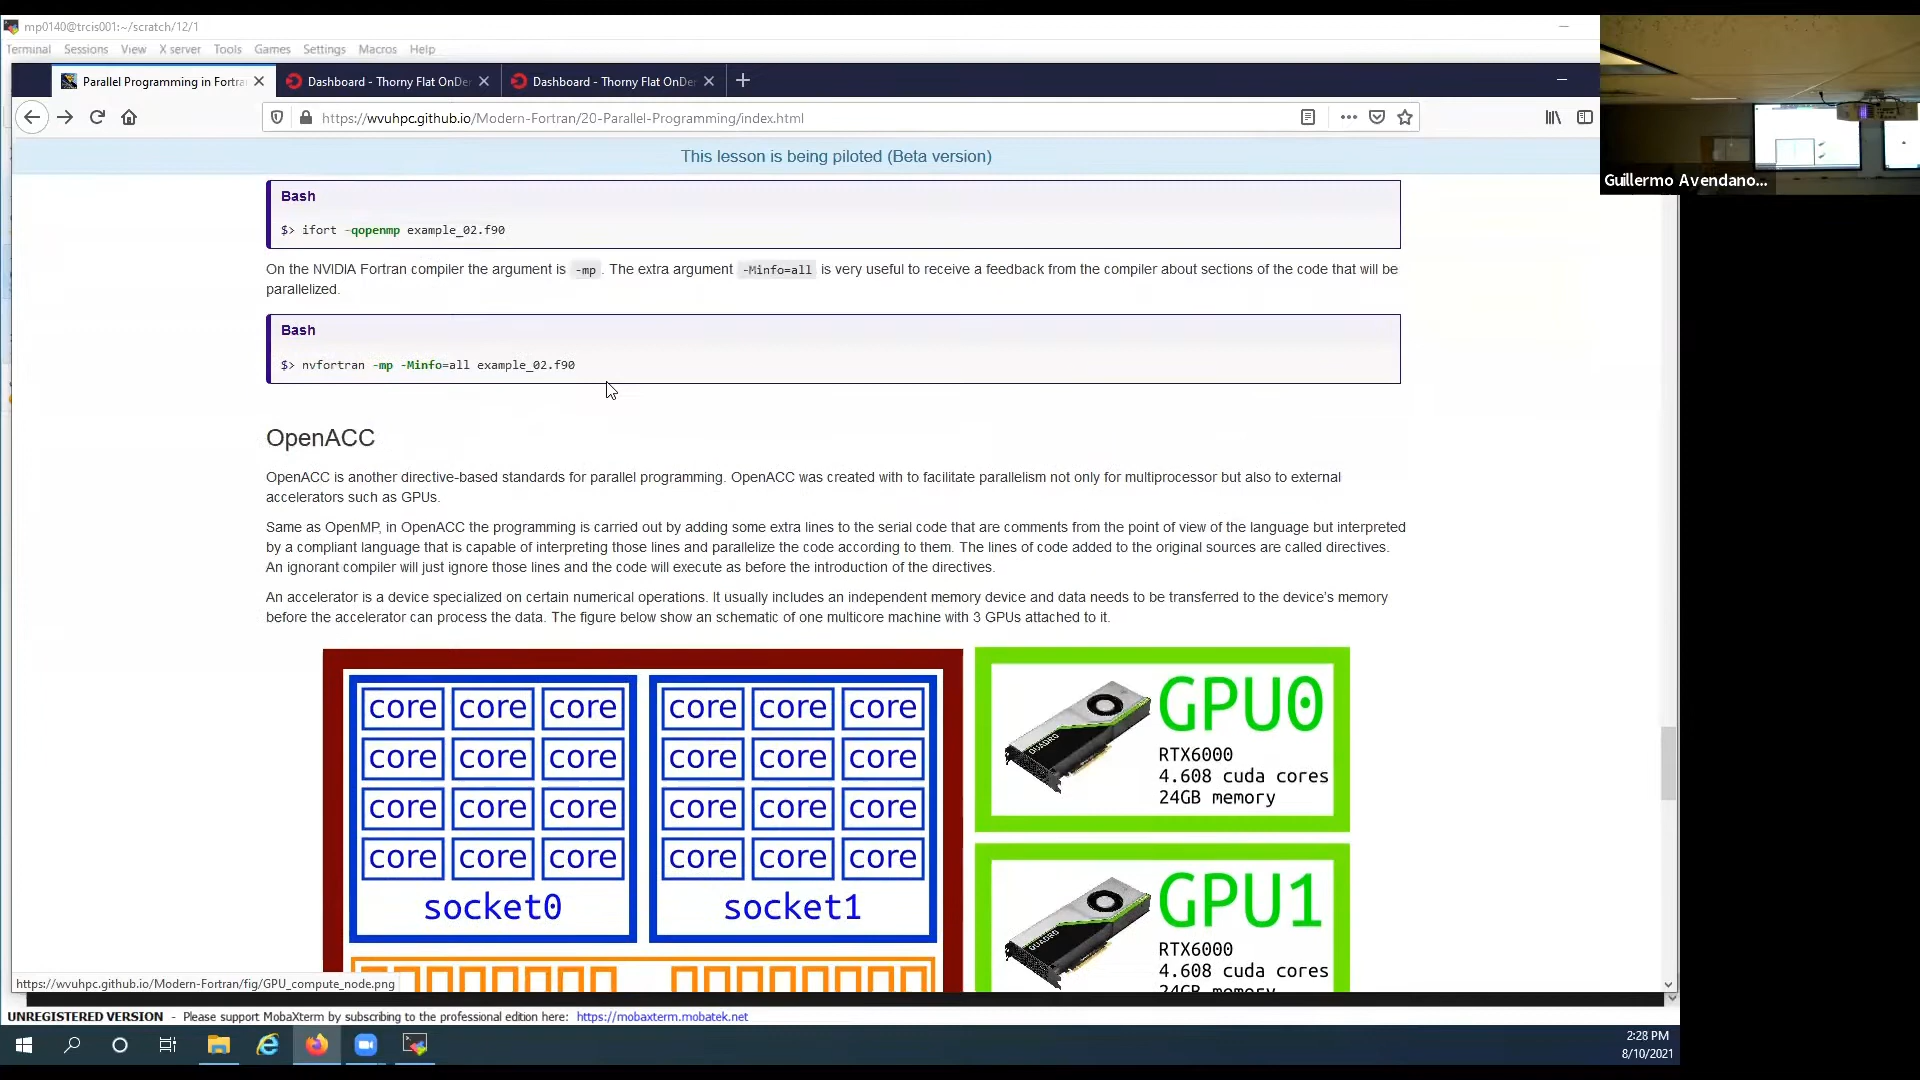 mp0140@trcis001:~/scratch/12/1
Terminal Sessions View X server Tools Games Settings Macros Help
Parallel Programming in Fortra
Dashboard - Thorny Flat OnDe
Dashboard - Thorny Flat OnDe
https://wvuhpc.github.io/Modern-Fortran/20-Parallel-Programming/index.html
This lesson is being piloted (Beta version)
Guillermo Avendano...
Bash
$> ifort -qopenmp example_02.f90
On the NVIDIA Fortran compiler the argument is -mp . The extra argument -Minfo=all is very useful to receive a feedback from the compiler about sections of the code that will be
parallelized.
Bash
$> nvfortran -mp -Minfo=all example_02.f90
OpenACC
OpenACC is another directive-based standards for parallel programming. OpenACC was created with to facilitate parallelism not only for multiprocessor but also to external
accelerators such as GPUs.
Same as OpenMP, in OpenACC the programming is carried out by adding some extra lines to the serial code that are comments from the point of view of the language but interpreted
by a compliant language that is capable of interpreting those lines and parallelize the code according to them. The lines of code added to the original sources are called directives.
An ignorant compiler will just ignore those lines and the code will execute as before the introduction of the directives.
An accelerator is a device specialized on certain numerical operations. It usually includes an independent memory device and data needs to be transferred to the device's memory
before the accelerator can process the data. The figure below show an schematic of one multicore machine with 3 GPUs attached to it.
core core core core core core
core core core core core core
core core core core core core
core core core core core core
socket0 socket1
QUADRO
GPU0
RTX6000
4.608 cuda cores
24GB memory
QUADRO
GPU1
RTX6000
4.608 cuda cores
24GB memory
https://wvuhpc.github.io/Modern-Fortran/fig/GPU_compute_node.png
UNREGISTERED VERSION - Please support MobaXterm by subscribing to the professional edition here: https://mobaxterm.mobatek.net
2:28 PM
8/10/2021